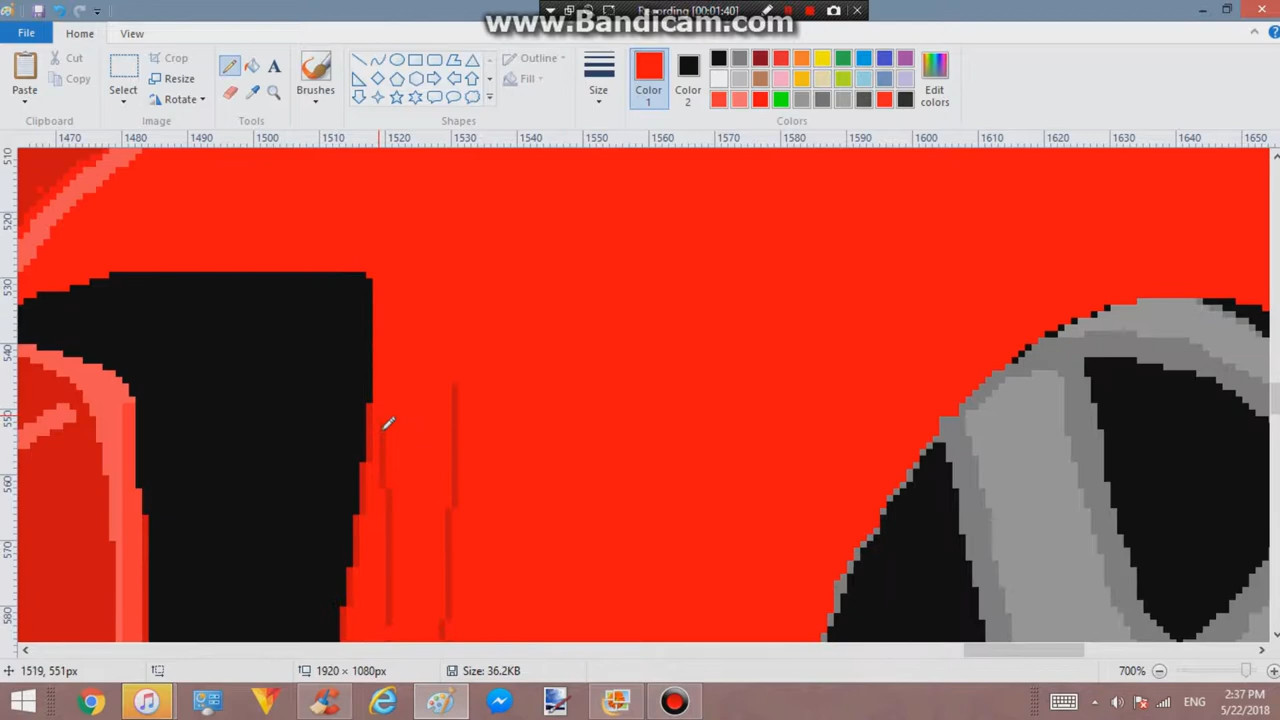 Recording [00:01:40]
www.Bandicam.com
File
Home
View
Paste
Cut
Copy
Clipboard
Select
Crop
Resize
Rotate
Image
A
Tools
Brushes
Outline
Fill
Shapes
Size
Color 1
Color 2
Edit colors
Colors
1470 1480 1490 1500 1510 1520 1530 1540 1550 1560 1570 1580 1590 1600 1610 1620 1630 1640 1650
510
520
530
540
550
560
570
580
1519, 551px
1920 × 1080px
Size: 36.2KB
700%
ENG
2:37 PM
5/22/2018